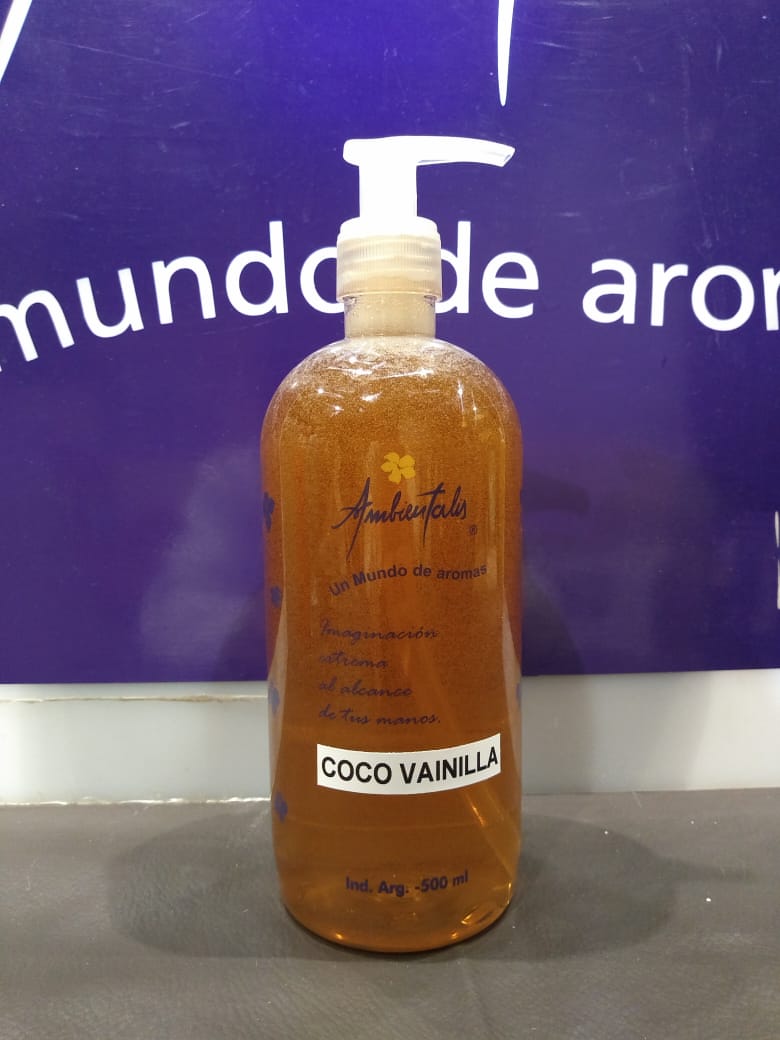 mundo de aro
Ambientalis
®
Un Mundo de aromas
Imaginación
extrema
al alcance
de tus manos.
COCO VAINILLA
Ind. Arg. -500 ml